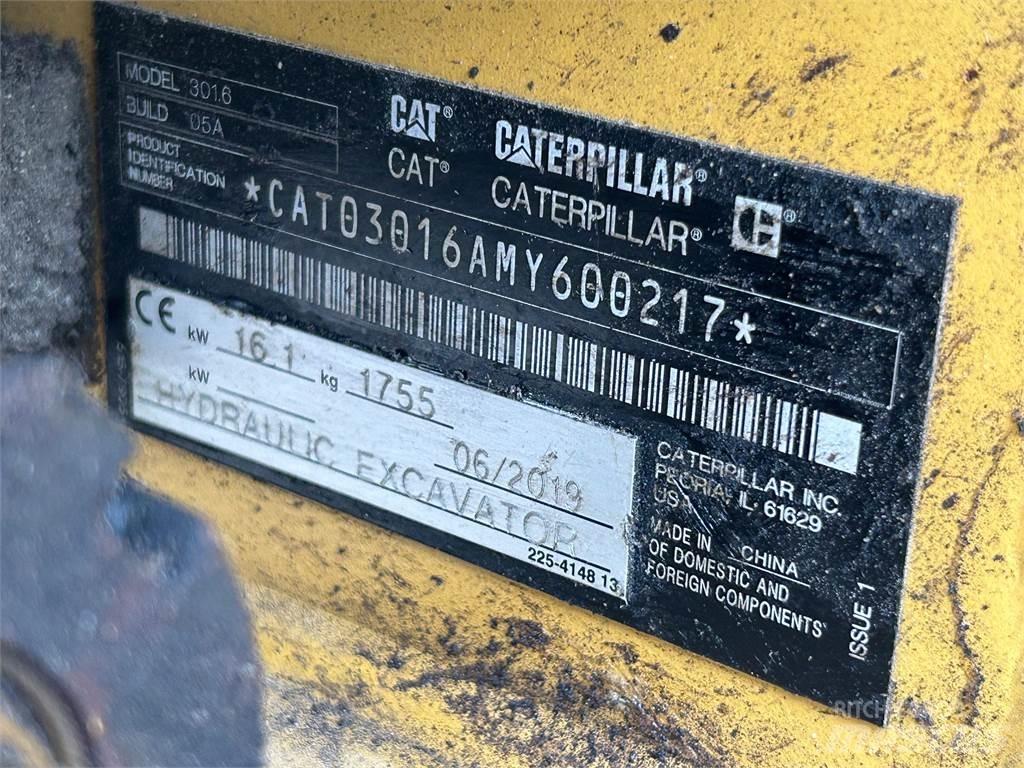 MODEL 301.6
BUILD 05A
PRODUCT
IDENTIFICATION
NUMBER
*CAT03016AMY600217*
CAT®
CAT®
CATERPILLAR®
CATERPILLAR®
CE
kW 16.1 kg 1755
kW
06/2019
HYDRAULIC EXCAVATOR
225-4148 13
CATERPILLAR INC.
PEORIA, IL. 61629
USA
MADE IN CHINA
OF DOMESTIC AND
FOREIGN COMPONENTS
ISSUE 1